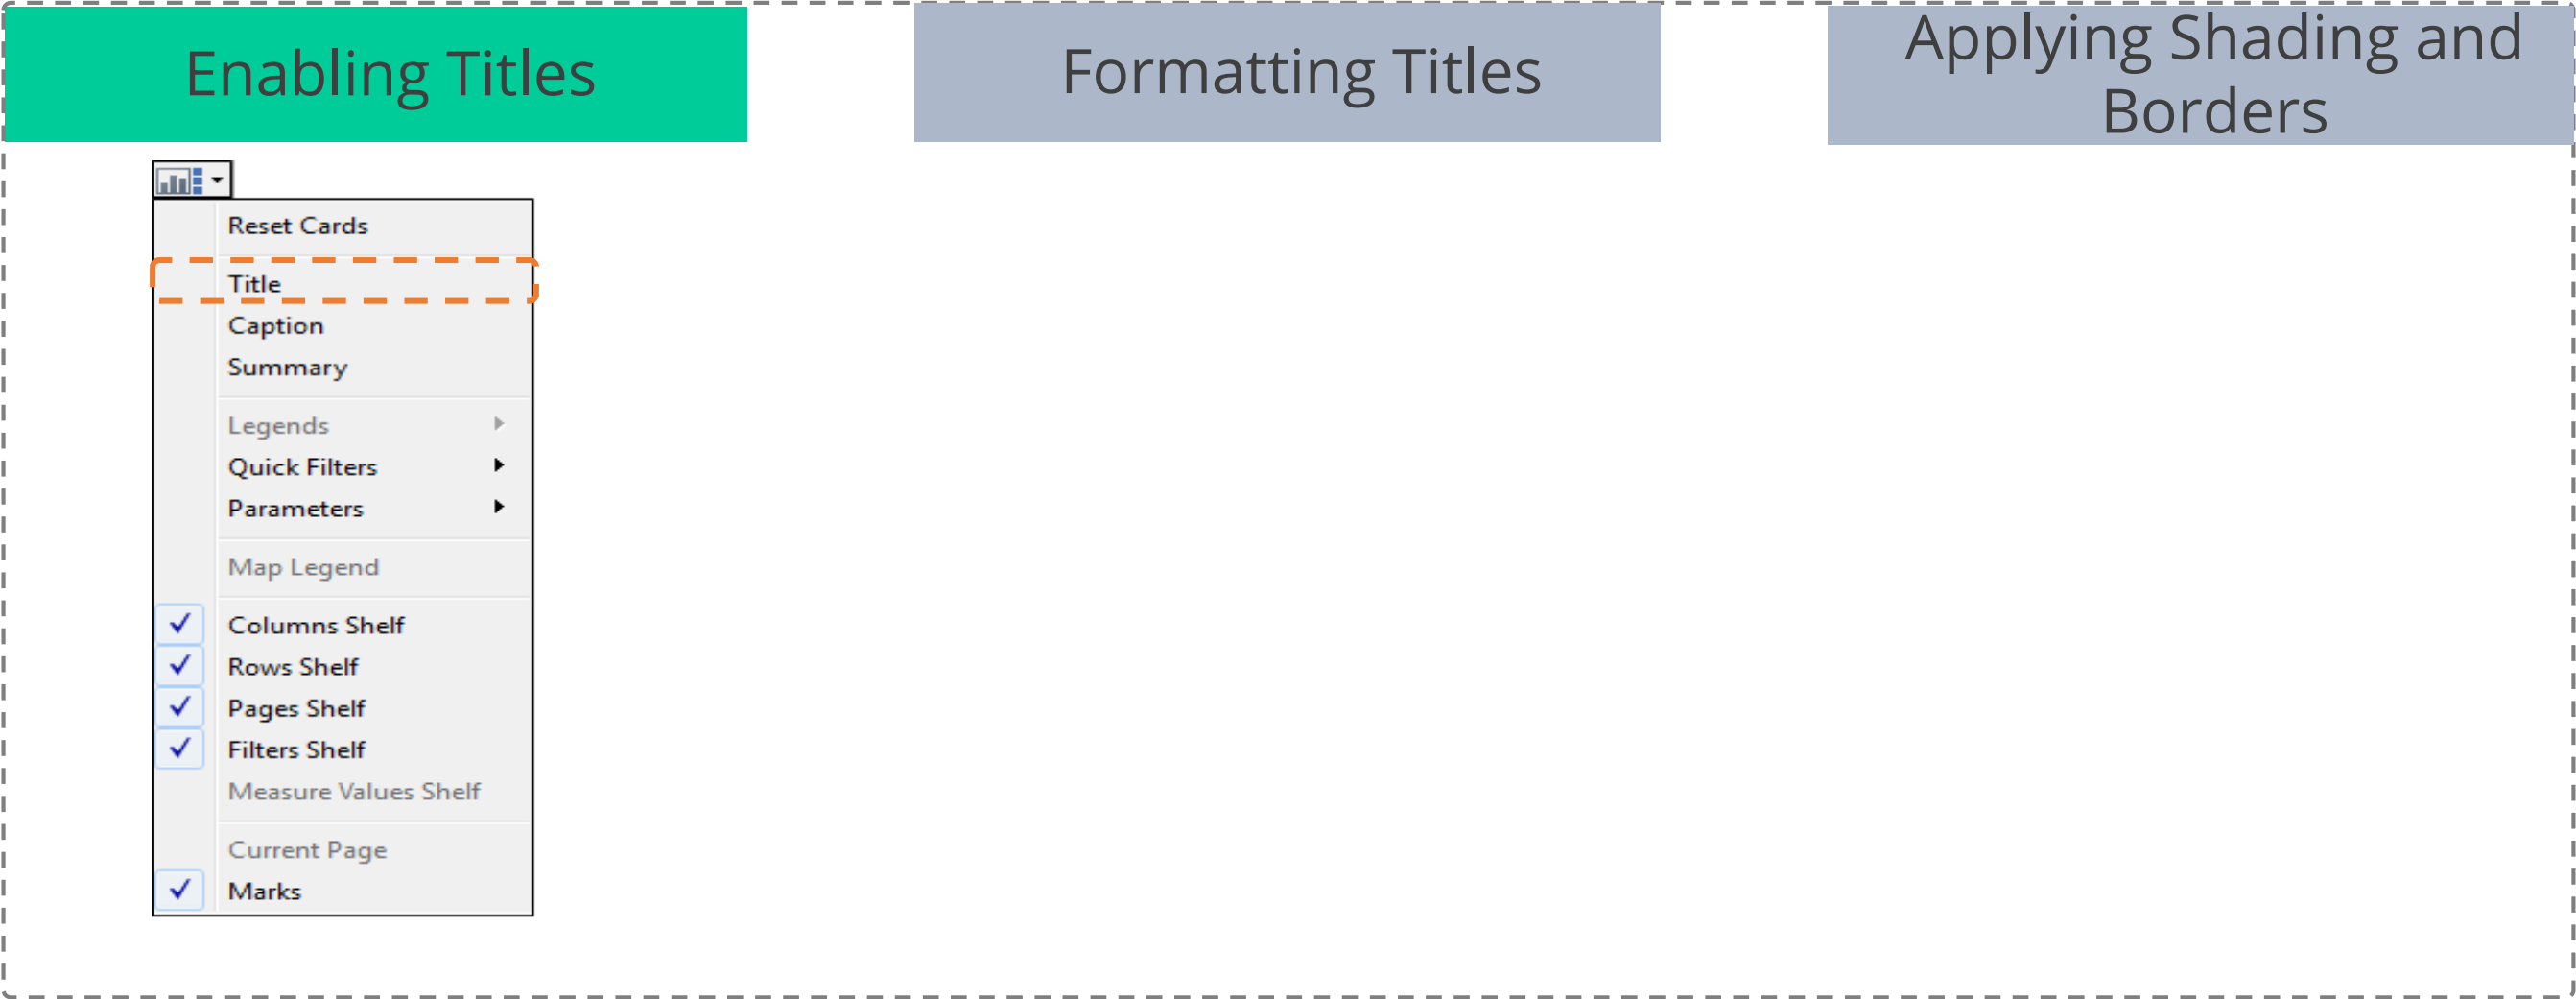 Enabling Titles
Formatting Titles
Applying Shading and
Borders
Reset Cards
Title
Caption
Summary
Legends
Quick Filters
Parameters
Map Legend
Columns Shelf
Rows Shelf
Pages Shelf
Filters Shelf
Measure Values Shelf
Current Page
Marks